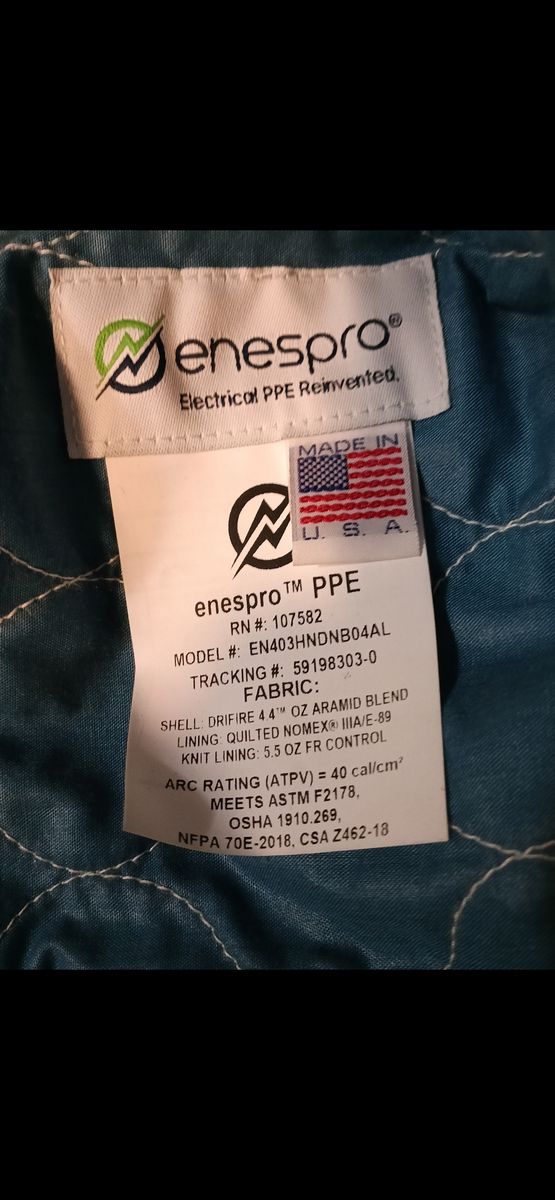 enespro®
Electrical PPE Reinvented.
MADE IN
U. S. A.
enespro™ PPE
RN #: 107582
MODEL #: EN403HNDNB04AL
TRACKING #: 59198303-0
FABRIC:
SHELL: DRIFIRE 4.4™ OZ ARAMID BLEND
LINING: QUILTED NOMEX® IIIA/E-89
KNIT LINING: 5.5 OZ FR CONTROL
ARC RATING (ATPV) = 40 cal/cm²
MEETS ASTM F2178,
OSHA 1910.269,
NFPA 70E-2018, CSA Z462-18